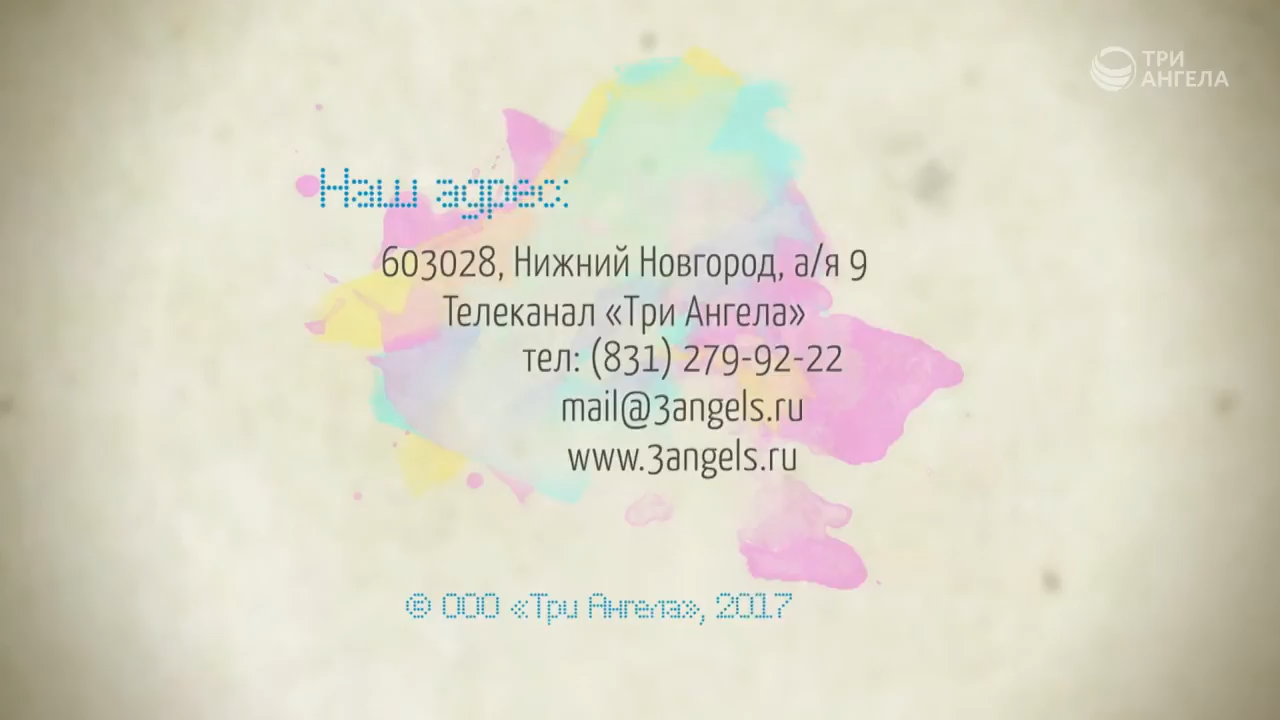 ТРИ
АНГЕЛА
Наш адрес:
603028, Нижний Новгород, а/я 9
Телеканал «Три Ангела»
тел: (831) 279-92-22
mail@3angels.ru
www.3angels.ru
© ООО «Три Ангела», 2017